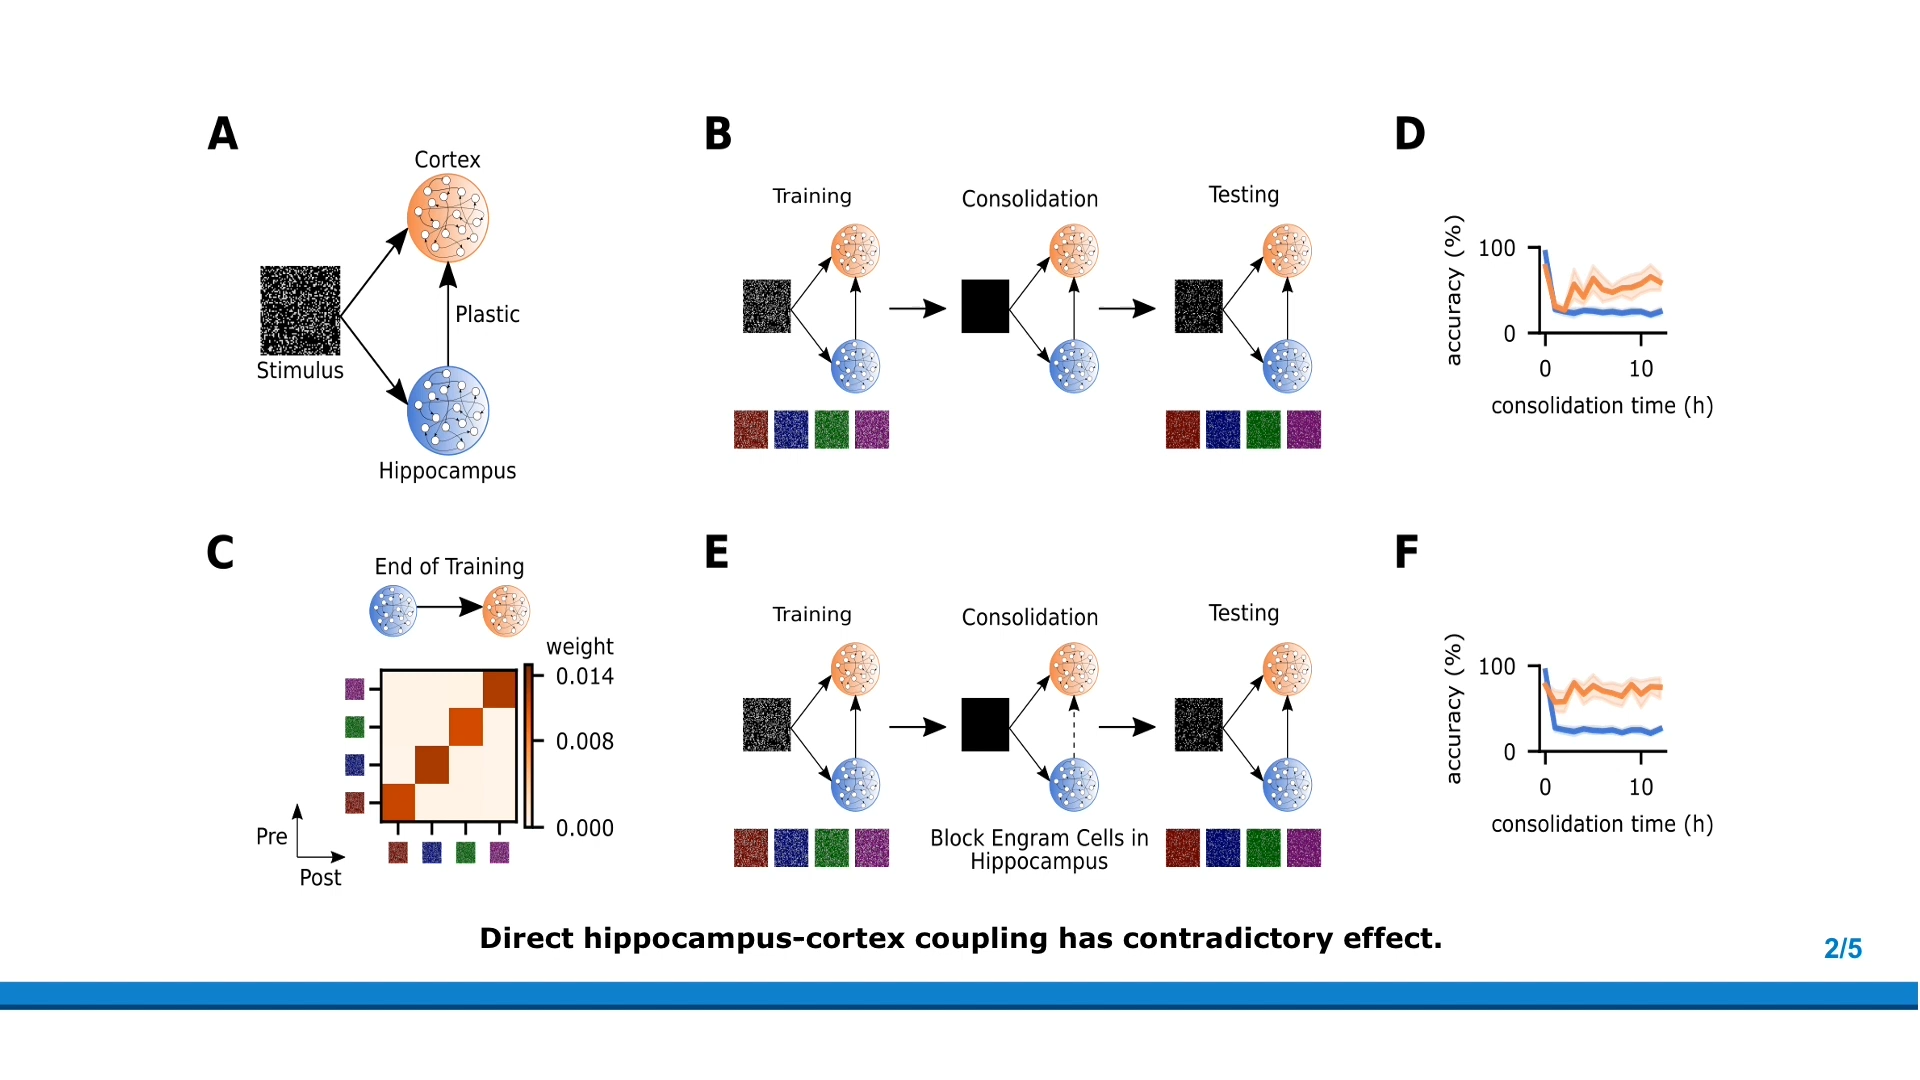 A
Cortex
Plastic
Stimulus
Hippocampus
B
Training
Consolidation
Testing
D
accuracy (%)
100
0
0
10
consolidation time (h)
C
End of Training
weight
0.014
0.008
0.000
Pre
Post
E
Training
Consolidation
Testing
Block Engram Cells in
Hippocampus
F
accuracy (%)
100
0
0
10
consolidation time (h)
Direct hippocampus-cortex coupling has contradictory effect.
2/5